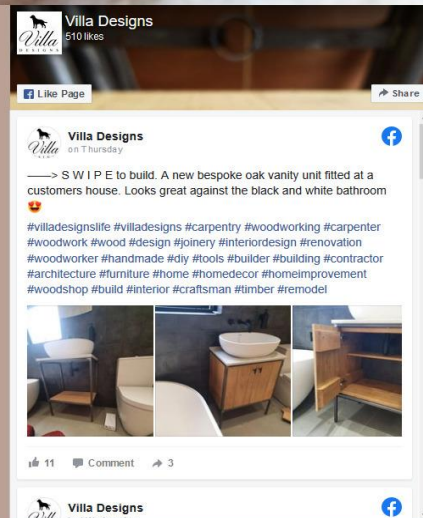 Villa Designs
510 likes
Villa
DESIGNS
Like Page
Share
Villa Designs
on Thursday
Villa
——> S W I P E to build. A new bespoke oak vanity unit fitted at a
customers house. Looks great against the black and white bathroom
😍
#villadesignslife #villadesigns #carpentry #woodworking #carpenter
#woodwork #wood #design #joinery #interiordesign #renovation
#woodworker #handmade #diy #tools #builder #building #contractor
#architecture #furniture #home #homedecor #homeimprovement
#woodshop #build #interior #craftsman #timber #remodel
11 Comment 3
Villa Designs
Villa